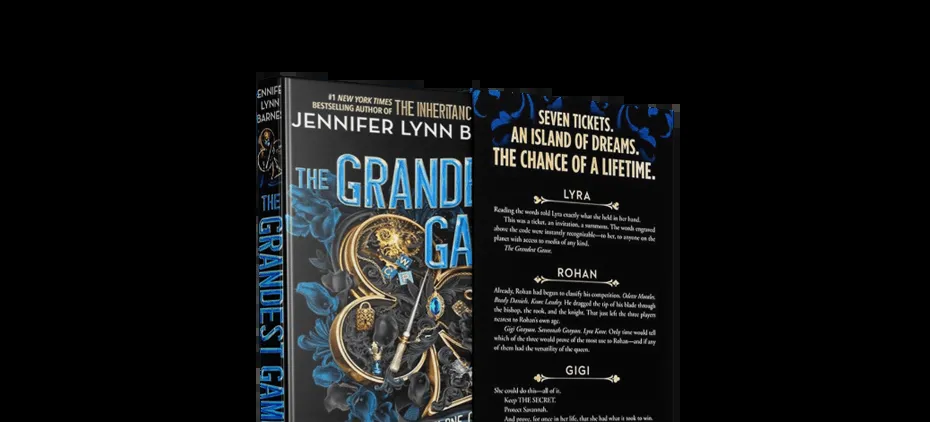 JENNIFER
LYNN
BARNES
THE
GRANDEST GAM
#1 NEW YORK TIMES
BESTSELLING AUTHOR OF THE INHERITANC
JENNIFER LYNN B
THE GRANDE
GA
ONE
SEVEN TICKETS.
AN ISLAND OF DREAMS.
THE CHANCE OF A LIFETIME.
LYRA
Reading the words told Lyra exactly what she held in her hand.
This was a ticket, an invitation, a summons. The words engraved
above the code were instantly recognizable—to her, to anyone on the
planet with access to media of any kind.
The Grandest Game.
ROHAN
Already, Rohan had begun to classify his competition. Odette Morales,
Brady Daniels, Knox Landry. He dragged the tip of his blade through
the bishop, the rook, and the knight. That just left the three players
nearest to Rohan's own age.
Gigi Grayson. Savannah Grayson. Lyra Kane. Only time would tell
which of the three would prove of the most use to Rohan—and if any
of them had the versatility of the queen.
GIGI
She could do this—all of it.
Keep THE SECRET.
Protect Savannah.
And prove, for once in her life, that she had what it took to win.